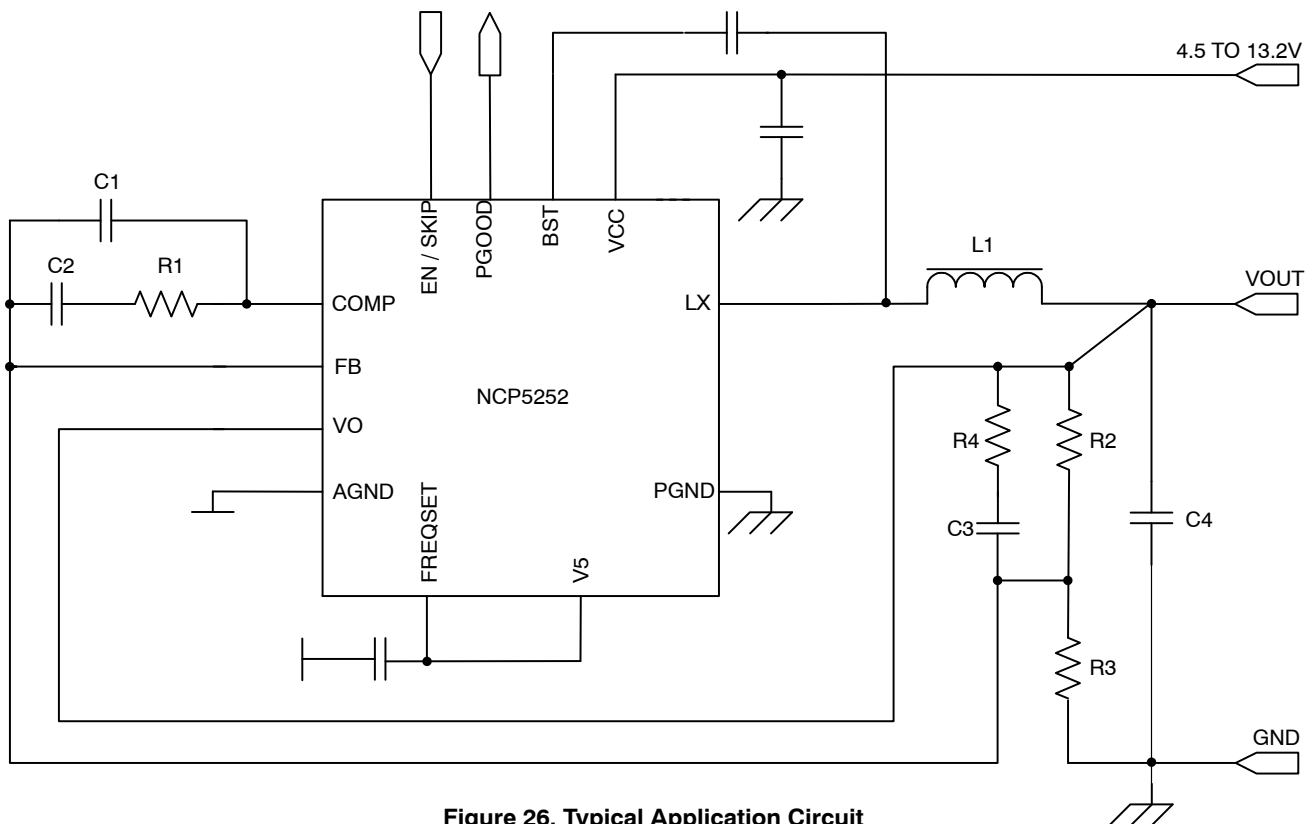 4.5 TO 13.2V
C1
EN / SKIP
PGOOD
BST
VCC
L1
C2
R1
VOUT
COMP
LX
FB
NCP5252
VO
R4
R2
AGND
FREQSET
PGND
C3
C4
V5
R3
GND
Figure 26. Typical Application Circuit